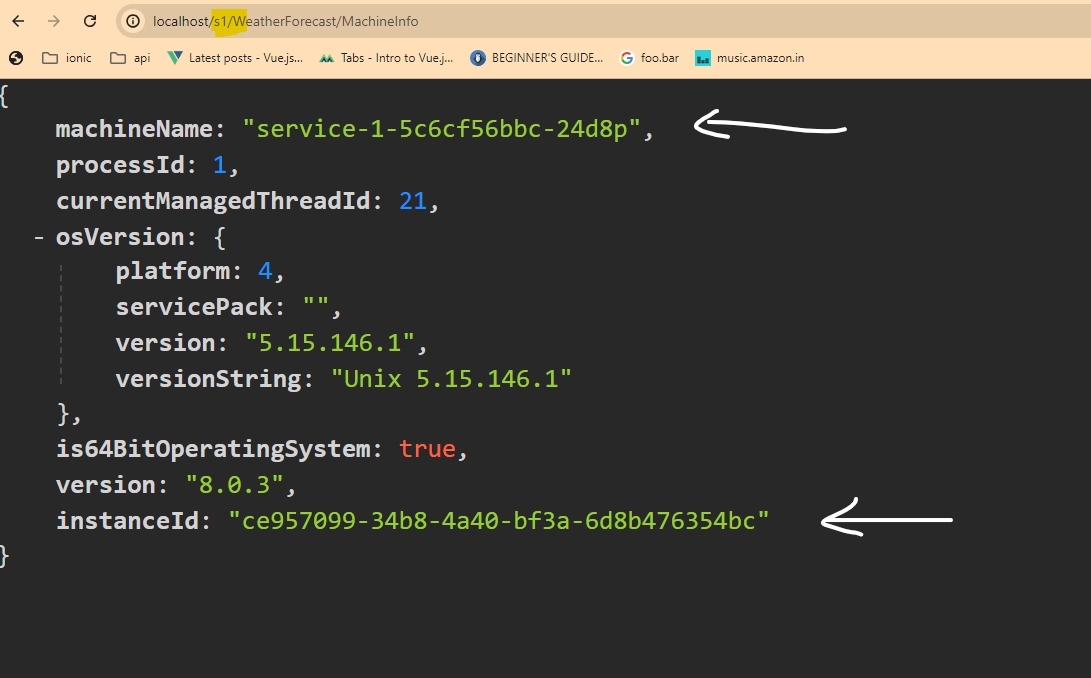 localhost/s1/WeatherForecast/MachineInfo
ionic api Latest posts - Vue.js... Tabs - Intro to Vue.j... BEGINNER'S GUIDE... foo.bar music.amazon.in
{
machineName: "service-1-5c6cf56bbc-24d8p",
processId: 1,
currentManagedThreadId: 21,
- osVersion: {
platform: 4,
servicePack: "",
version: "5.15.146.1",
versionString: "Unix 5.15.146.1"
},
is64BitOperatingSystem: true,
version: "8.0.3",
instanceId: "ce957099-34b8-4a40-bf3a-6d8b476354bc"
}